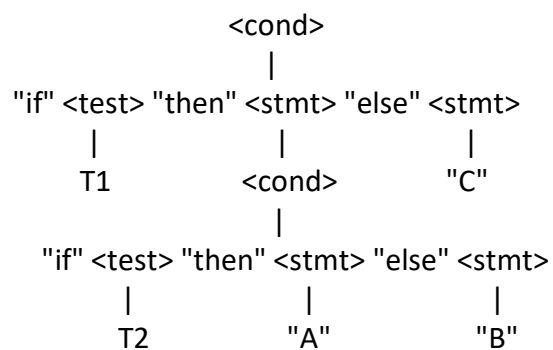 <cond>
|
"if" <test> "then" <stmt> "else" <stmt>
| | |
T1 <cond> "C"
|
"if" <test> "then" <stmt> "else" <stmt>
| | |
T2 "A" "B"